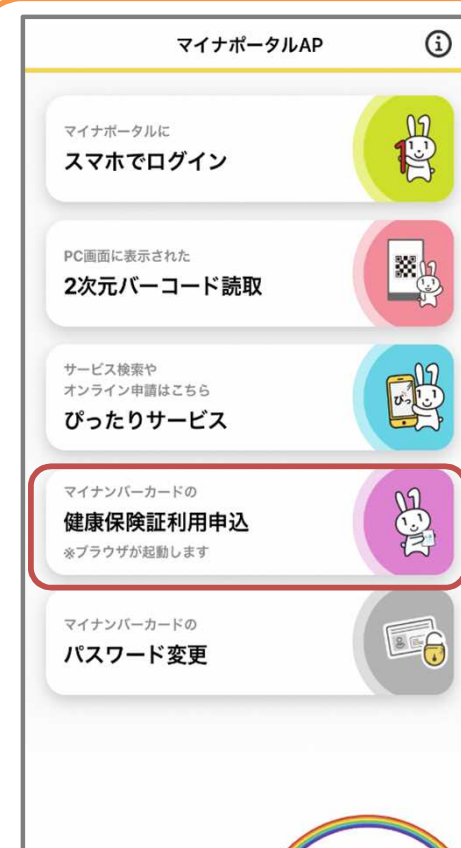 マイナポータルAP
マイナポータルに
スマホでログイン
PC画面に表示された
2次元バーコード読取
サービス検索や
オンライン申請はこちら
ぴったりサービス
ぴっ
マイナンバーカードの
健康保険証利用申込
※ブラウザが起動します
マイナンバーカードの
パスワード変更